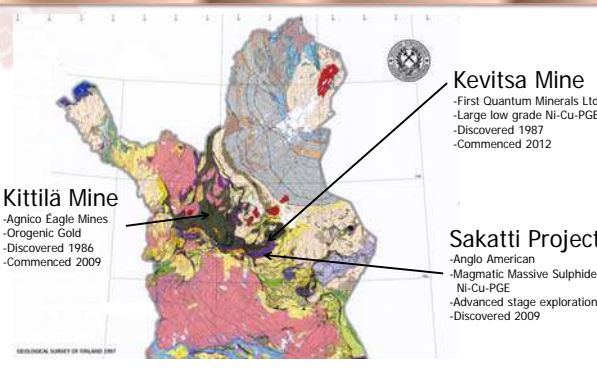 Kevitsa Mine
-First Quantum Minerals Ltd
-Large low grade Ni-Cu-PGE
-Discovered 1987
-Commenced 2012
Kittilä Mine
-Agnico Éagle Mines
-Orogenic Gold
-Discovered 1986
-Commenced 2009
Sakatti Project
-Anglo American
-Magmatic Massive Sulphide
Ni-Cu-PGE
-Advanced stage exploration
-Discovered 2009
GEOLOGICAL SURVEY OF FINLAND 1997